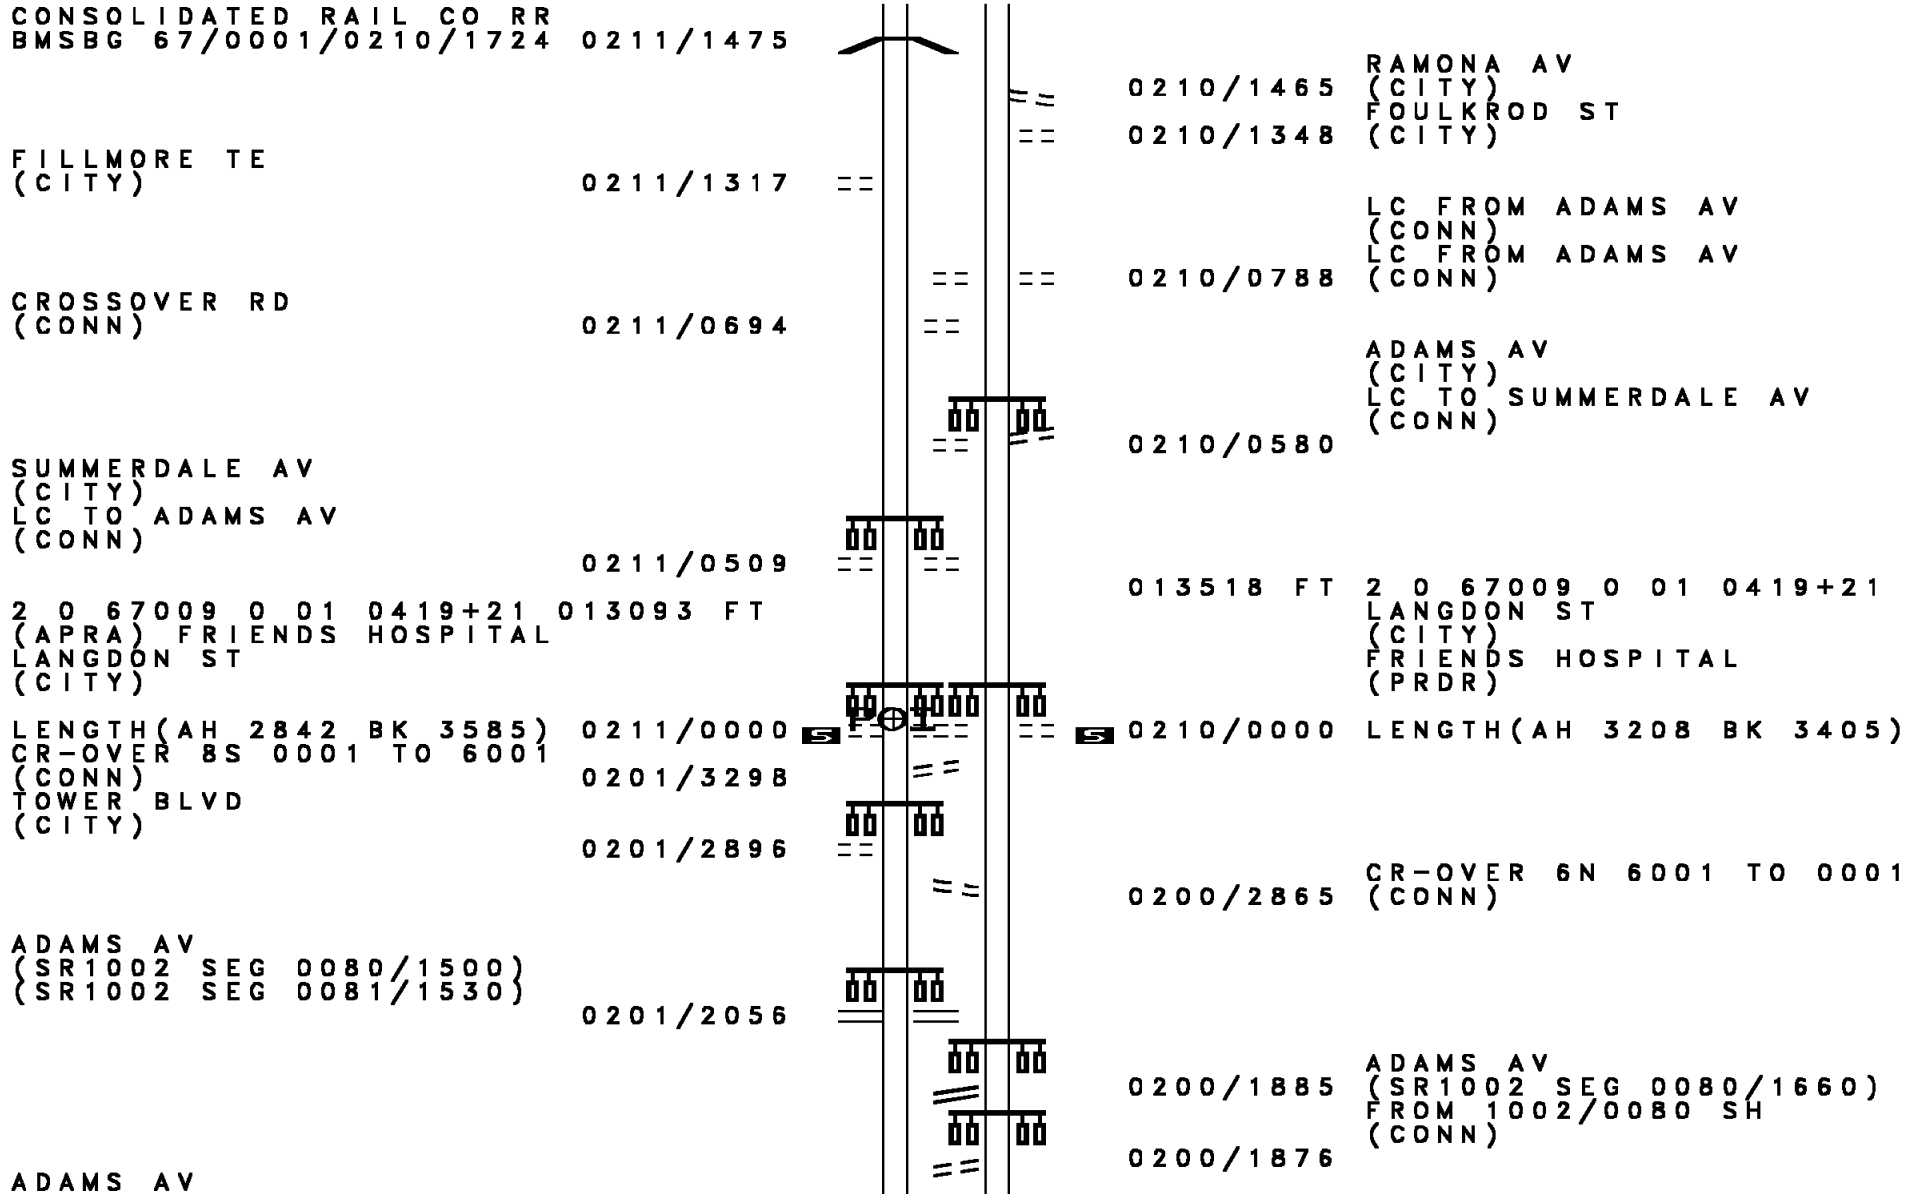 CONSOLIDATED RAIL CO RR
BMSBG 67/0001/0210/1724 0211/1475
RAMONA AV
0210/1465 (CITY)
FOULKROD ST
0210/1348 (CITY)
FILLMORE TE
(CITY) 0211/1317
LC FROM ADAMS AV
(CONN)
LC FROM ADAMS AV
0210/0788 (CONN)
CROSSOVER RD
(CONN) 0211/0694
ADAMS AV
(CITY)
LC TO SUMMERDALE AV
(CONN)
0210/0580
SUMMERDALE AV
(CITY)
LC TO ADAMS AV
(CONN)
0211/0509
013518 FT 2 0 67009 0 01 0419+21
2 0 67009 0 01 0419+21 013093 FT
LANGDON ST
(APRA) FRIENDS HOSPITAL
(CITY)
LANGDON ST
FRIENDS HOSPITAL
(CITY)
(PRDR)
POI
LENGTH(AH 2842 BK 3585) 0211/0000 S S 0210/0000 LENGTH(AH 3208 BK 3405)
CR-OVER 8S 0001 TO 6001
(CONN) 0201/3298
TOWER BLVD
(CITY)
0201/2896
CR-OVER 6N 6001 TO 0001
0200/2865 (CONN)
ADAMS AV
(SR1002 SEG 0080/1500)
(SR1002 SEG 0081/1530)
0201/2056
ADAMS AV
0200/1885 (SR1002 SEG 0080/1660)
FROM 1002/0080 SH
(CONN)
0200/1876
ADAMS AV